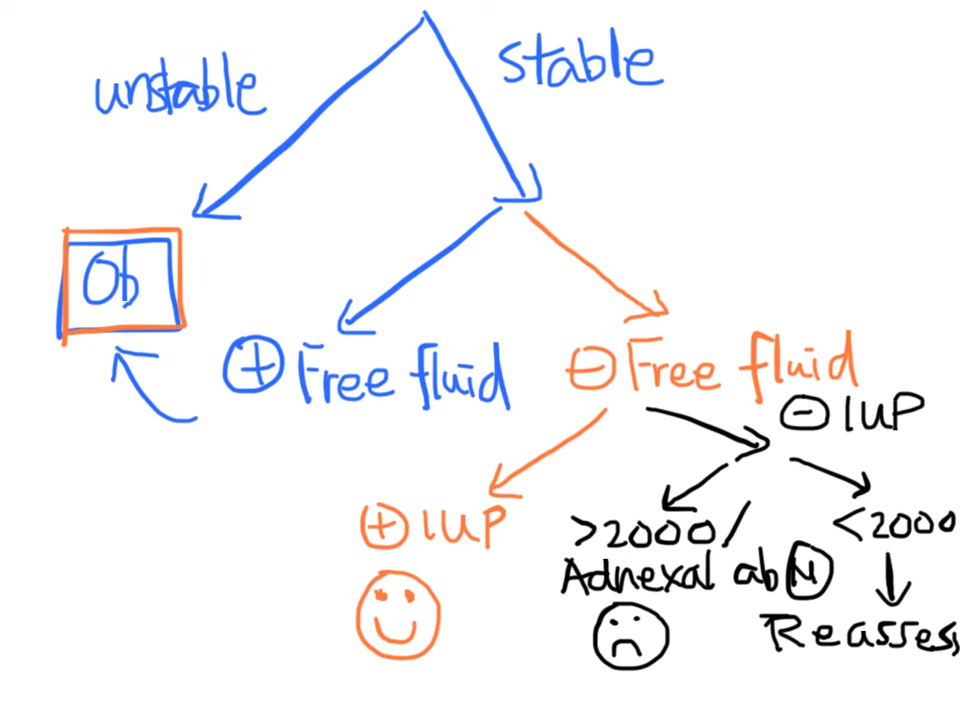 unstable
stable
Ob
⊕ Free fluid
⊖ Free fluid
⊖ IUP
⊕ IUP
>2000/
Adnexal ab Ⓝ
<2000
Reassess